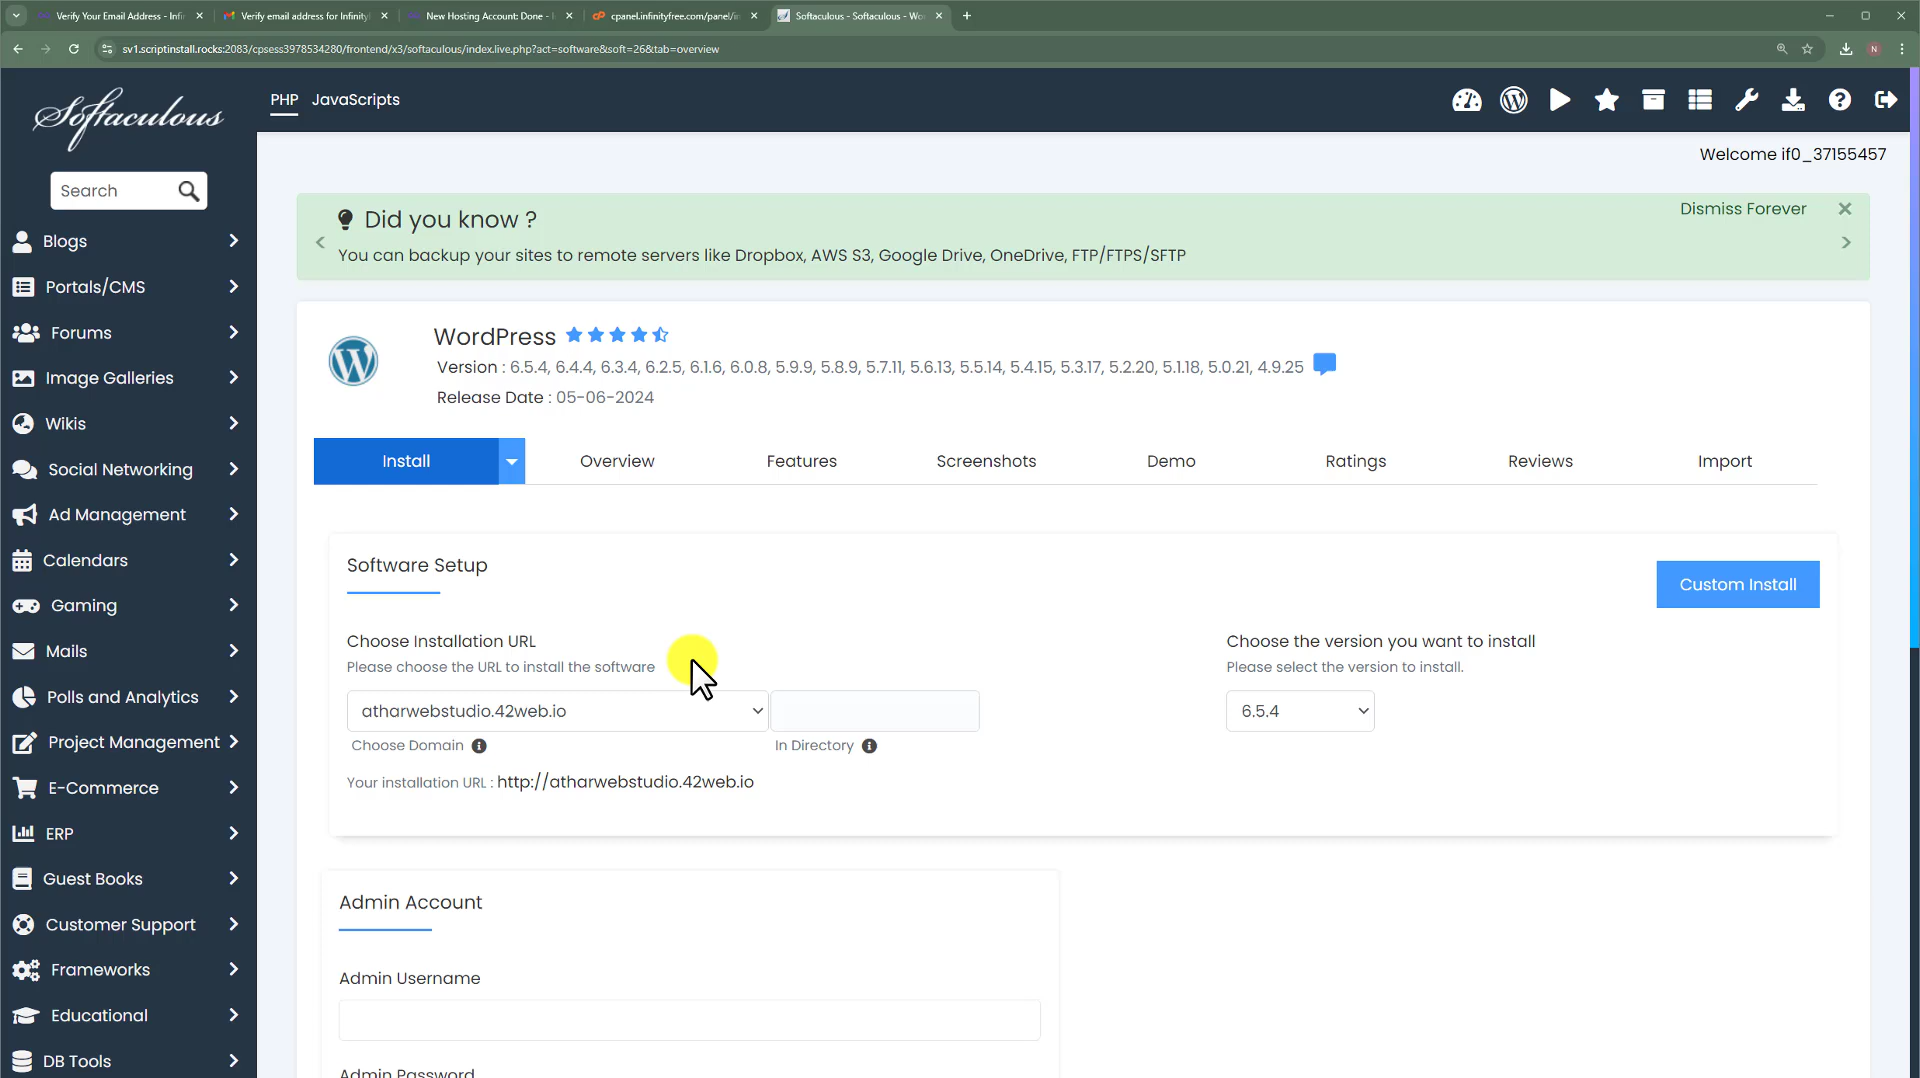 Verify Your Email Address - Infi
Verify email address for Infinity
New Hosting Account: Done - I
cpanel.infinityfree.com/panel/in
Softaculous - Softaculous - Wo
sv1.scriptinstall.rocks:2083/cpsess3978534280/frontend/x3/softaculous/index.live.php?act=software&soft=26&tab=overview
N
Softaculous
PHP
JavaScripts
Welcome if0_37155457
Search
Blogs
Portals/CMS
Forums
Image Galleries
Wikis
Social Networking
Ad Management
Calendars
Gaming
Mails
Polls and Analytics
Project Management
E-Commerce
ERP
Guest Books
Customer Support
Frameworks
Educational
DB Tools
Did you know ?
Dismiss Forever
You can backup your sites to remote servers like Dropbox, AWS S3, Google Drive, OneDrive, FTP/FTPS/SFTP
WordPress
Version : 6.5.4, 6.4.4, 6.3.4, 6.2.5, 6.1.6, 6.0.8, 5.9.9, 5.8.9, 5.7.11, 5.6.13, 5.5.14, 5.4.15, 5.3.17, 5.2.20, 5.1.18, 5.0.21, 4.9.25
Release Date : 05-06-2024
Install
Overview
Features
Screenshots
Demo
Ratings
Reviews
Import
Software Setup
Custom Install
Choose Installation URL
Please choose the URL to install the software
atharwebstudio.42web.io
Choose Domain
In Directory
Your installation URL : http://atharwebstudio.42web.io
Choose the version you want to install
Please select the version to install.
6.5.4
Admin Account
Admin Username
Admin Password